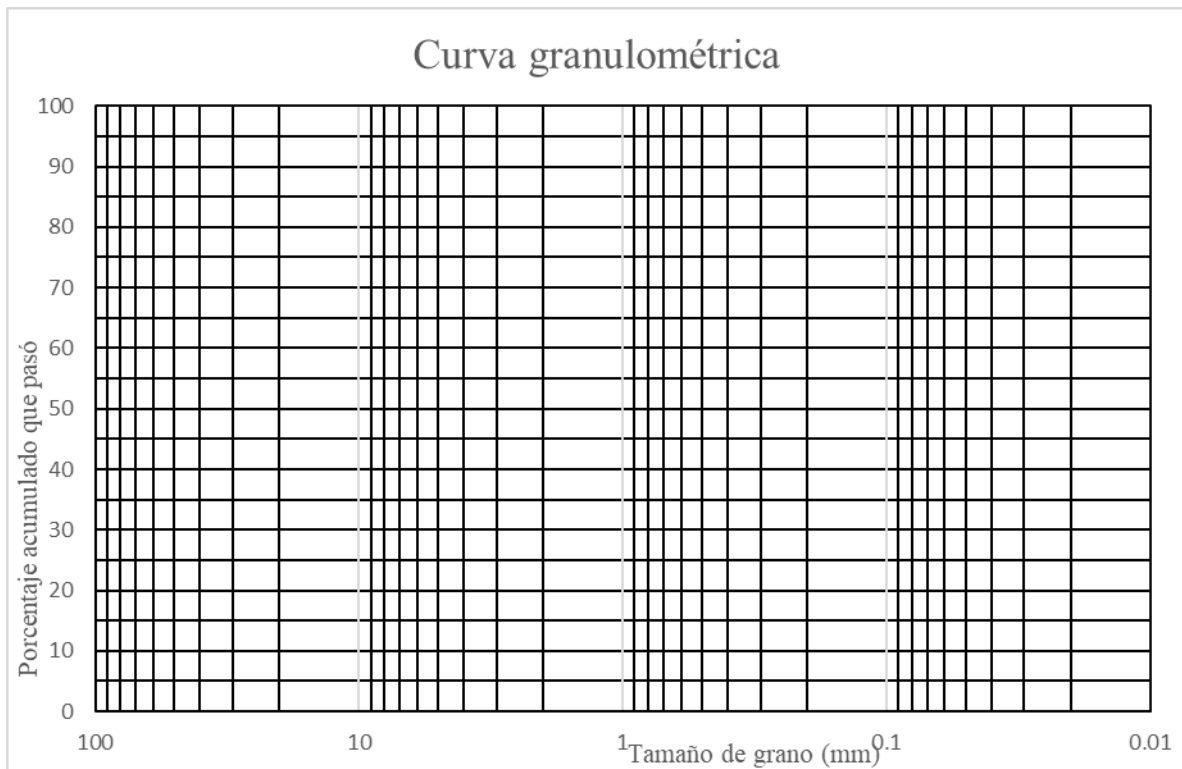 Curva granulométrica
Porcentaje acumulado que pasó
100
90
80
70
60
50
40
30
20
10
0
100 10 1 0.1 0.01
Tamaño de grano (mm)